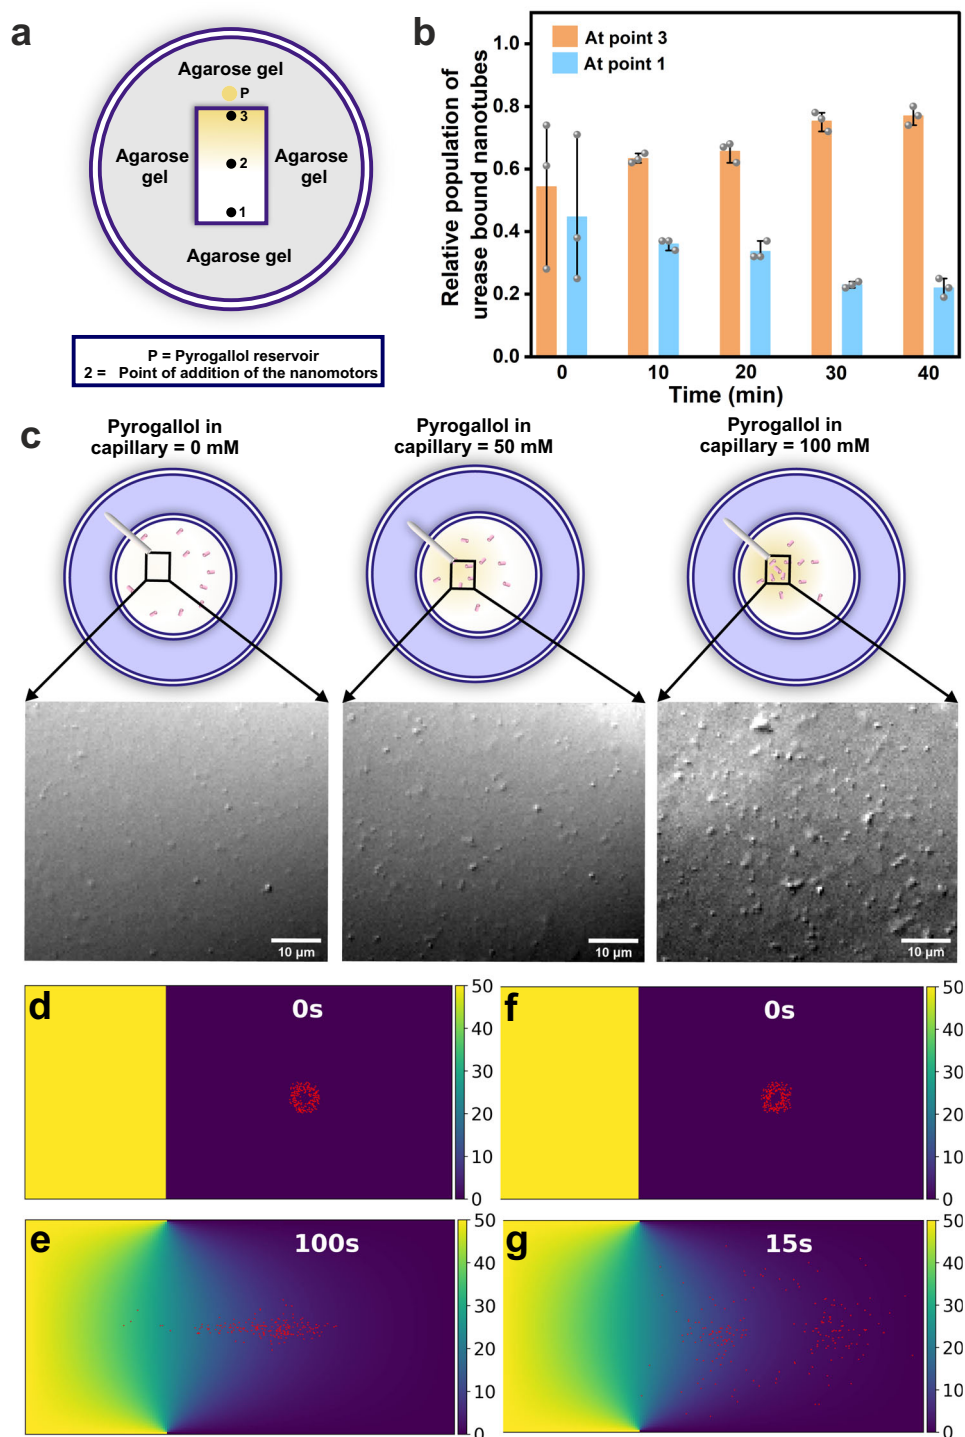 a
Agarose gel
P
3
Agarose
gel
2
Agarose
gel
1
Agarose gel
P = Pyrogallol reservoir
2 = Point of addition of the nanomotors
b
Relative population of
urease bound nanotubes
1.0
0.8
0.6
0.4
0.2
0.0
At point 3
At point 1
0 10 20 30 40
Time (min)
c
Pyrogallol in
capillary = 0 mM
Pyrogallol in
capillary = 50 mM
Pyrogallol in
capillary = 100 mM
10 µm
10 µm
10 µm
d
0s
50
40
30
20
10
0
f
0s
50
40
30
20
10
0
e
100s
50
40
30
20
10
0
g
15s
50
40
30
20
10
0